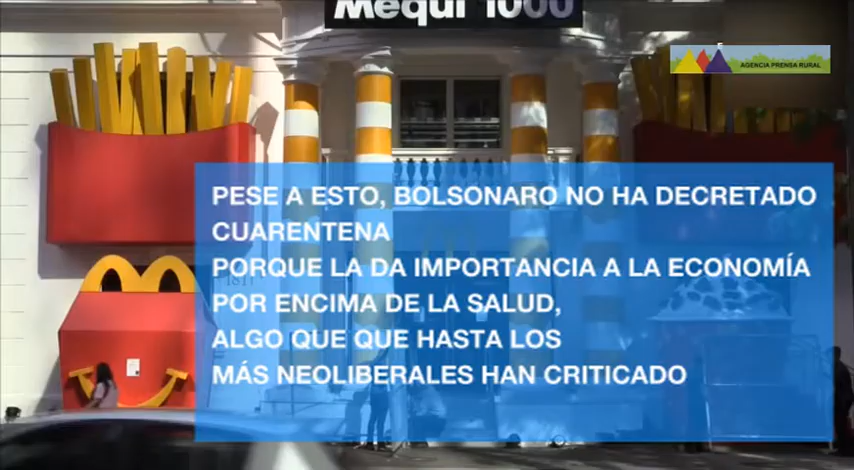 Mequi 1000
AGENCIA PRENSA RURAL
PESE A ESTO, BOLSONARO NO HA DECRETADO
CUARENTENA
PORQUE LA DA IMPORTANCIA A LA ECONOMÍA
POR ENCIMA DE LA SALUD,
ALGO QUE QUE HASTA LOS
MÁS NEOLIBERALES HAN CRITICADO